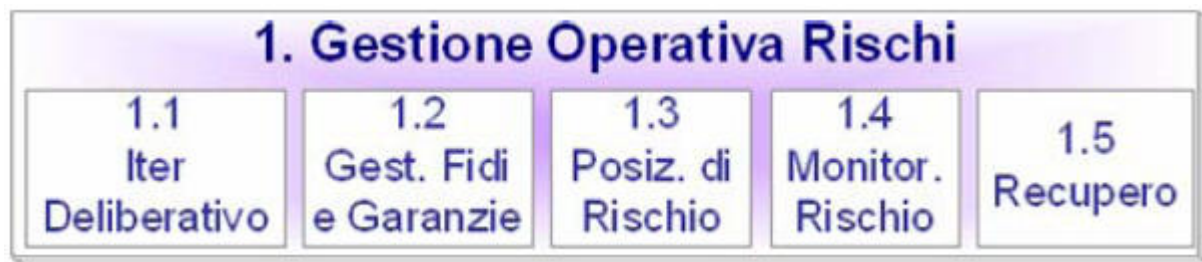 1. Gestione Operativa Rischi
1.1
Iter
Deliberativo
1.2
Gest. Fidi
e Garanzie
1.3
Posiz. di
Rischio
1.4
Monitor.
Rischio
1.5
Recupero